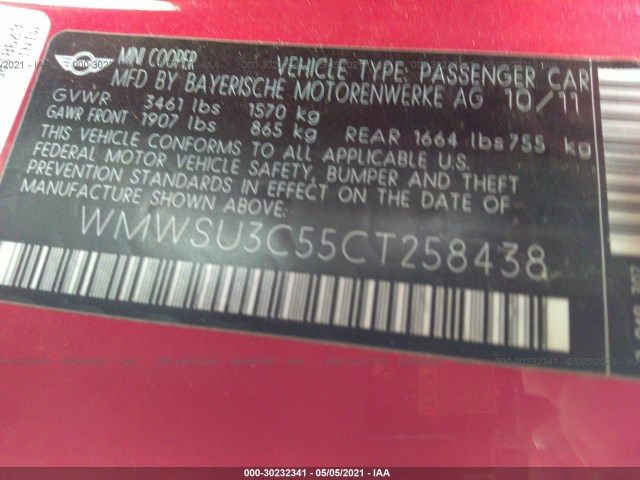 MINI COOPER VEHICLE TYPE: PASSENGER CAR
MFD BY BAYERISCHE MOTORENWERKE AG 10/11
GVWR 3461 lbs 1570 kg
GAWR FRONT 1907 lbs 865 kg REAR 1664 lbs 755 kg
THIS VEHICLE CONFORMS TO ALL APPLICABLE U.S.
FEDERAL MOTOR VEHICLE SAFETY, BUMPER AND THEFT
PREVENTION STANDARDS IN EFFECT ON THE DATE OF
MANUFACTURE SHOWN ABOVE.
WMWSU3C55CT258438
000-30232341 - 05/05/2021 - IAA